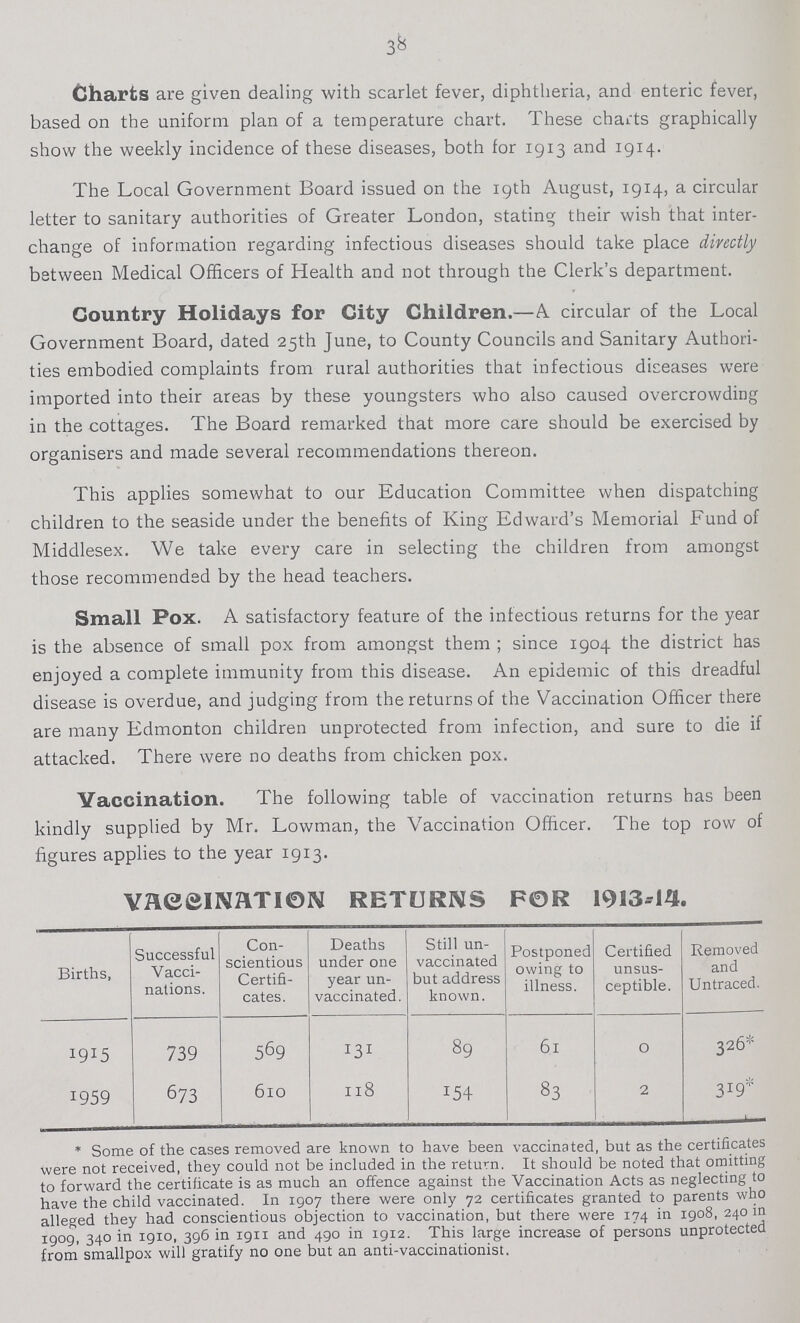 38
Charts are given dealing with scarlet fever, diphtheria, and enteric fever,
based on the uniform plan of a temperature chart. These charts graphically
show the weekly incidence of these diseases, both for 1913 and 1914.
The Local Government Board issued on the 19th August, 1914, a circular
letter to sanitary authorities of Greater London, stating their wish that inter-
change of information regarding infectious diseases should take place directly
between Medical Officers of Health and not through the Clerk's department.
Country Holidays for City Children.—A circular of the Local
Government Board, dated 25th June, to County Councils and Sanitary Authori-
ties embodied complaints from rural authorities that infectious diseases were
imported into their areas by these youngsters who also caused overcrowding
in the cottages. The Board remarked that more care should be exercised by
organisers and made several recommendations thereon.
This applies somewhat to our Education Committee when dispatching
children to the seaside under the benefits of King Edward's Memorial Fund of
Middlesex. We take every care in selecting the children from amongst
those recommended by the head teachers.
Small Pox. A satisfactory feature of the infectious returns for the year
is the absence of small pox from amongst them ; since 1904 the district has
enjoyed a complete immunity from this disease. An epidemic of this dreadful
disease is overdue, and judging from the returns of the Vaccination Officer there
are many Edmonton children unprotected from infection, and sure to die if
attacked. There were no deaths from chicken pox.
Vaccination. The following table of vaccination returns has been
kindly supplied by Mr. Lowman, the Vaccination Officer. The top row of
figures applies to the year 1913.
VACCINATION RETURNS FOR 1913-14.
Births, | Successful Vacci- nations. | Con- scientious Certifi- cates. | Deaths under one year un- vaccinated. | Still un- vaccinated but address known. | Postponed owing to illness. | Certified unsus- ceptible. | Removed and Untraced.
1915 739 569 131 89 61 0 326*
1959 673 610 118 154 83 2 319*
* Some of the cases removed are known to have been vaccinated, but as the certificates
were not received, they could not be included in the return. It should be noted that omitting
to forward the certificate is as much an offence against the Vaccination Acts as neglecting to
have the child vaccinated. In 1907 there were only 72 certificates granted to parents who
alleged they had conscientious objection to vaccination, but there were 174 in 1908, 240 in
1909, 340 in 1910, 396 in 1911 and 490 in 1912. This large increase of persons unprotected
from smallpox will gratify no one but an anti-vaccinationist.